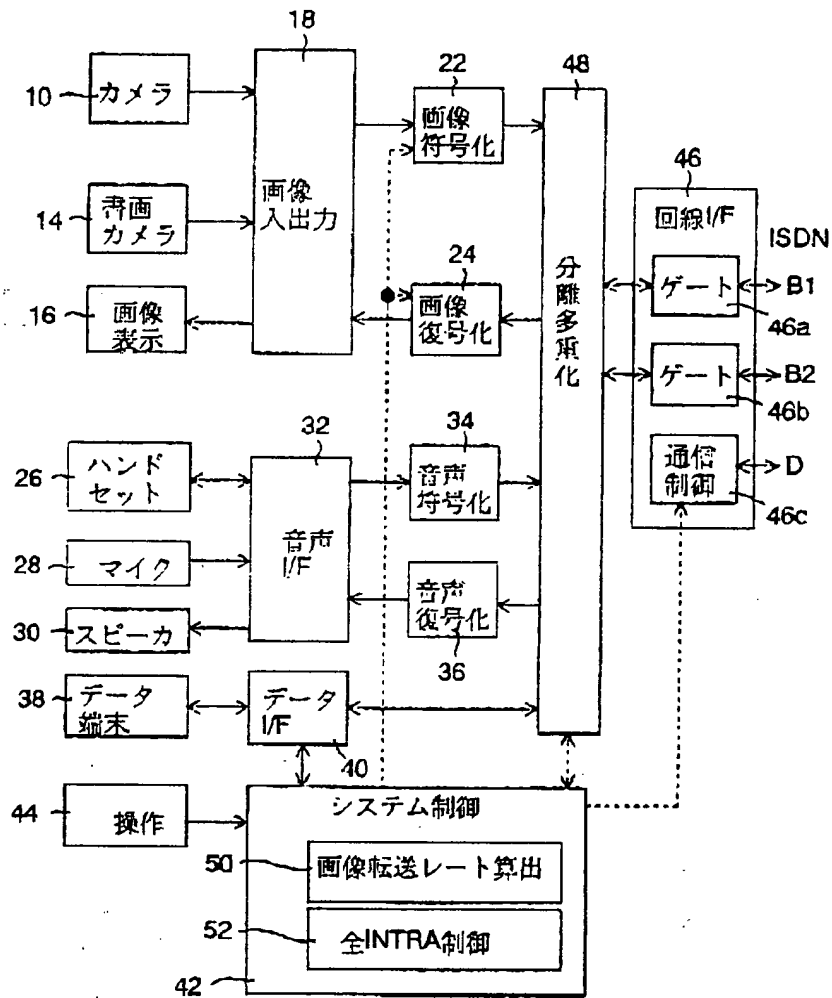 18
カメラ
10
22
48
画像
符号化
46
回線I/F
ISDN
画像
入出力
書画
カメラ
14
24
画像
復号化
分離多重化
ゲート
B1
46a
16
画像
表示
ゲート
B2
46b
32
34
ハンド
セット
26
音声
符号化
通信
制御
D
46c
音声
I/F
28
マイク
音声
復号化
36
30
スピーカ
38
データ
端末
データ
I/F
40
44
操作
システム制御
50
画像転送レート算出
52
全INTRA制御
42